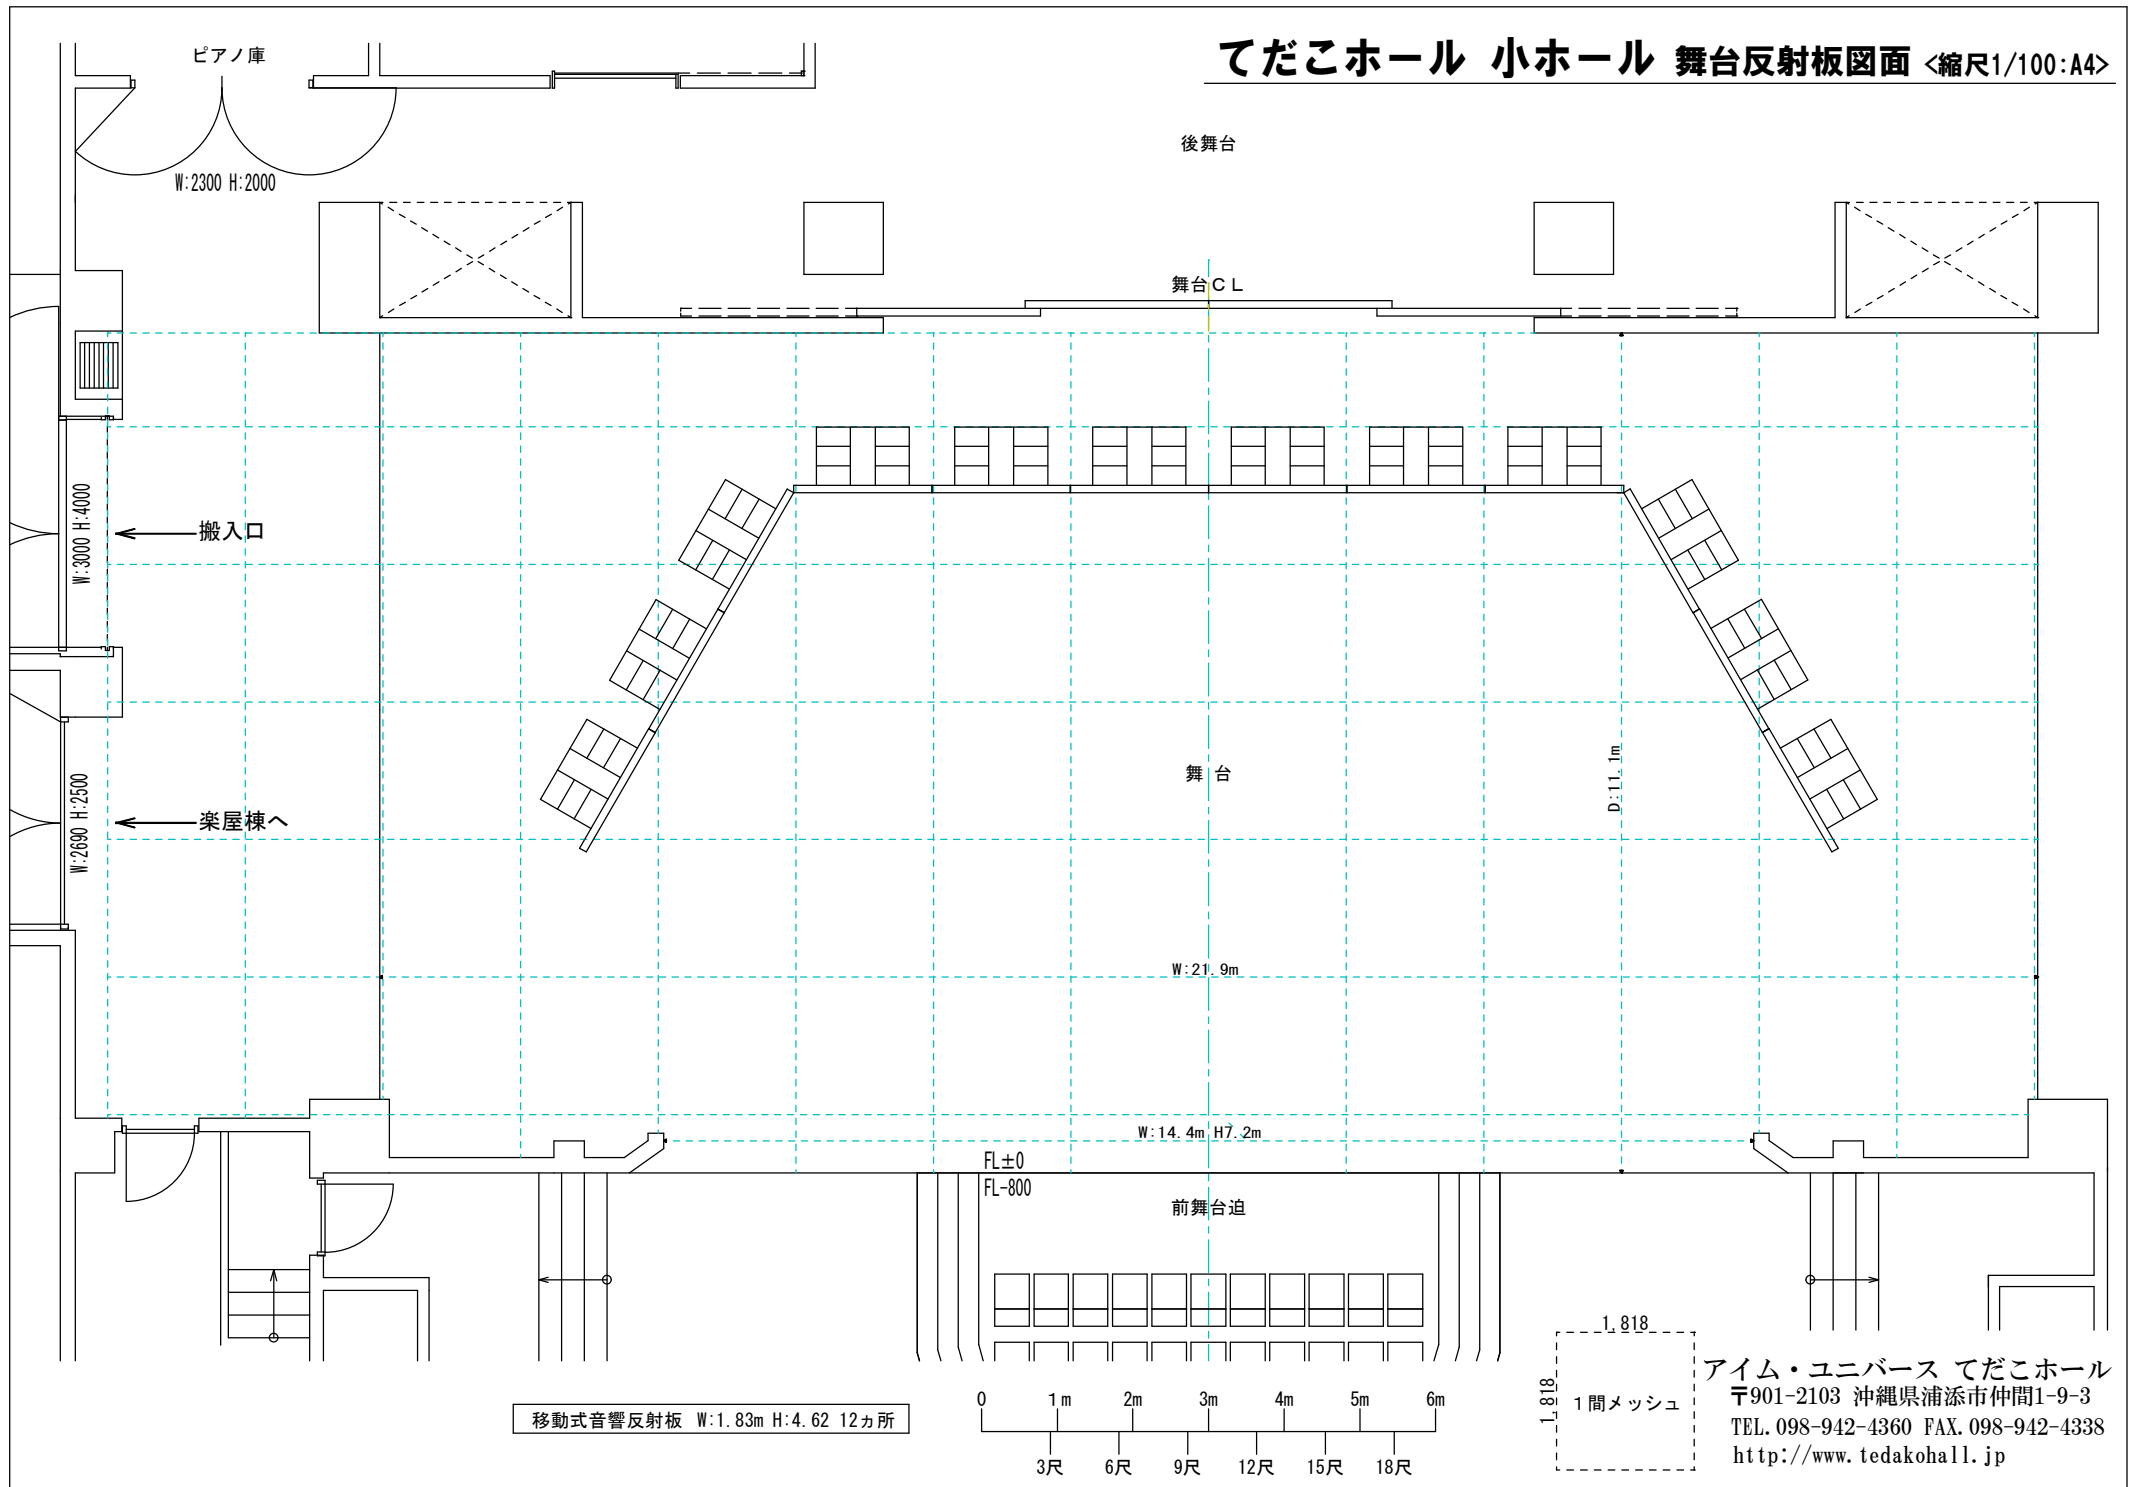 てだこホール 小ホール 舞台反射板図面 <縮尺1/100:A4>
ピアノ庫
W:2300 H:2000
後舞台
舞台CL
W:3000 H:4000
搬入口
W:2690 H:2500
楽屋棟へ
舞 台
D:11.1m
W:21.9m
W:14.4m H7.2m
FL±0
FL-800
前舞台迫
移動式音響反射板 W:1.83m H:4.62 12ヵ所
0 1m 2m 3m 4m 5m 6m
3尺 6尺 9尺 12尺 15尺 18尺
1,818
1,818
1間メッシュ
アイム・ユニバース てだこホール
〒901-2103 沖縄県浦添市仲間1-9-3
TEL.098-942-4360 FAX.098-942-4338
http://www.tedakohall.jp